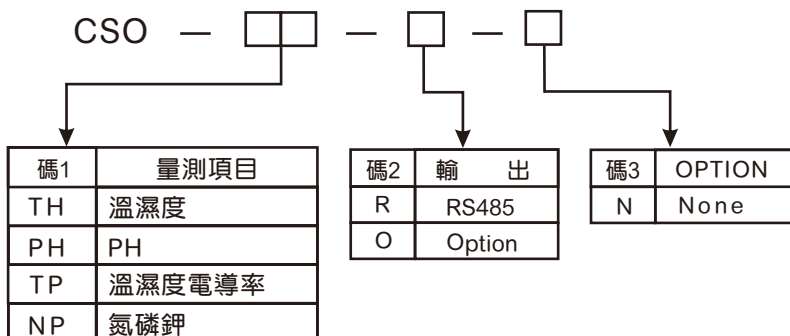 CSO — □□ — □ — □
碼1 量測項目
TH 溫濕度
PH PH
TP 溫濕度電導率
NP 氮磷鉀
碼2 輸 出
R RS485
O Option
碼3 OPTION
N None